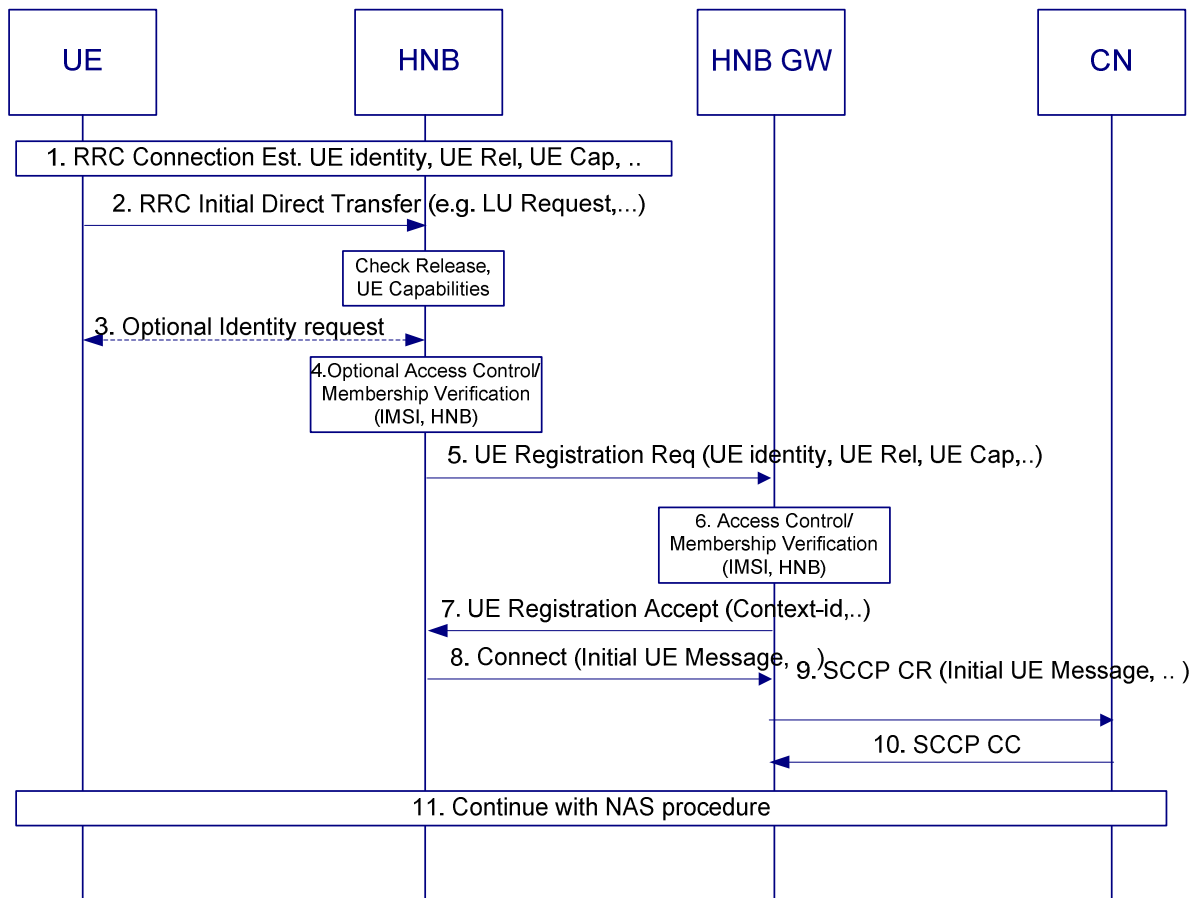 UE
HNB
HNB GW
CN
1. RRC Connection Est. UE identity, UE Rel, UE Cap, ..
2. RRC Initial Direct Transfer (e.g. LU Request,...)
Check Release,
UE Capabilities
3. Optional Identity request
4.Optional Access Control/
Membership Verification
(IMSI, HNB)
5. UE Registration Req (UE identity, UE Rel, UE Cap,..)
6. Access Control/
Membership Verification
(IMSI, HNB)
7. UE Registration Accept (Context-id,..)
8. Connect (Initial UE Message, ..)
9. SCCP CR (Initial UE Message, .. )
10. SCCP CC
11. Continue with NAS procedure